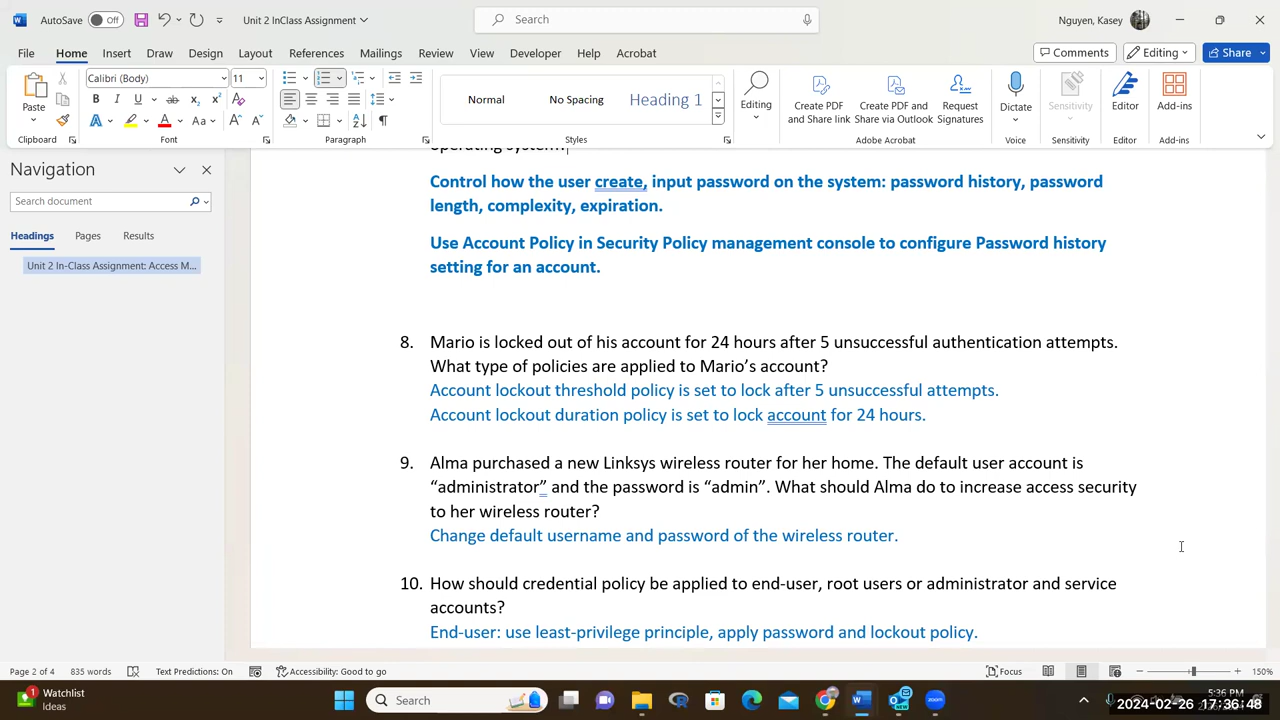 AutoSave Off Unit 2 InClass Assignment Search Nguyen, Kasey
File Home Insert Draw Design Layout References Mailings Review View Developer Help Acrobat Comments Editing Share
Calibri (Body) 11
Paste
Normal No Spacing Heading 1
Editing
Create PDF and Share link
Create PDF and Share via Outlook
Request Signatures
Dictate
Sensitivity
Editor
Add-ins
Clipboard Font Paragraph Styles Adobe Acrobat Voice Sensitivity Editor Add-ins
Navigation
Search document
Headings Pages Results
Unit 2 In-Class Assignment: Access M...
Operating system.
Control how the user create, input password on the system: password history, password
length, complexity, expiration.
Use Account Policy in Security Policy management console to configure Password history
setting for an account.
8. Mario is locked out of his account for 24 hours after 5 unsuccessful authentication attempts.
What type of policies are applied to Mario’s account?
Account lockout threshold policy is set to lock after 5 unsuccessful attempts.
Account lockout duration policy is set to lock account for 24 hours.
9. Alma purchased a new Linksys wireless router for her home. The default user account is
“administrator” and the password is “admin”. What should Alma do to increase access security
to her wireless router?
Change default username and password of the wireless router.
10. How should credential policy be applied to end-user, root users or administrator and service
accounts?
End-user: use least-privilege principle, apply password and lockout policy.
Page 2 of 4 835 words Text Predictions: On Accessibility: Good to go Focus 150%
1 Watchlist
Ideas
Search
5:36 PM
2024-02-26 17:36:48